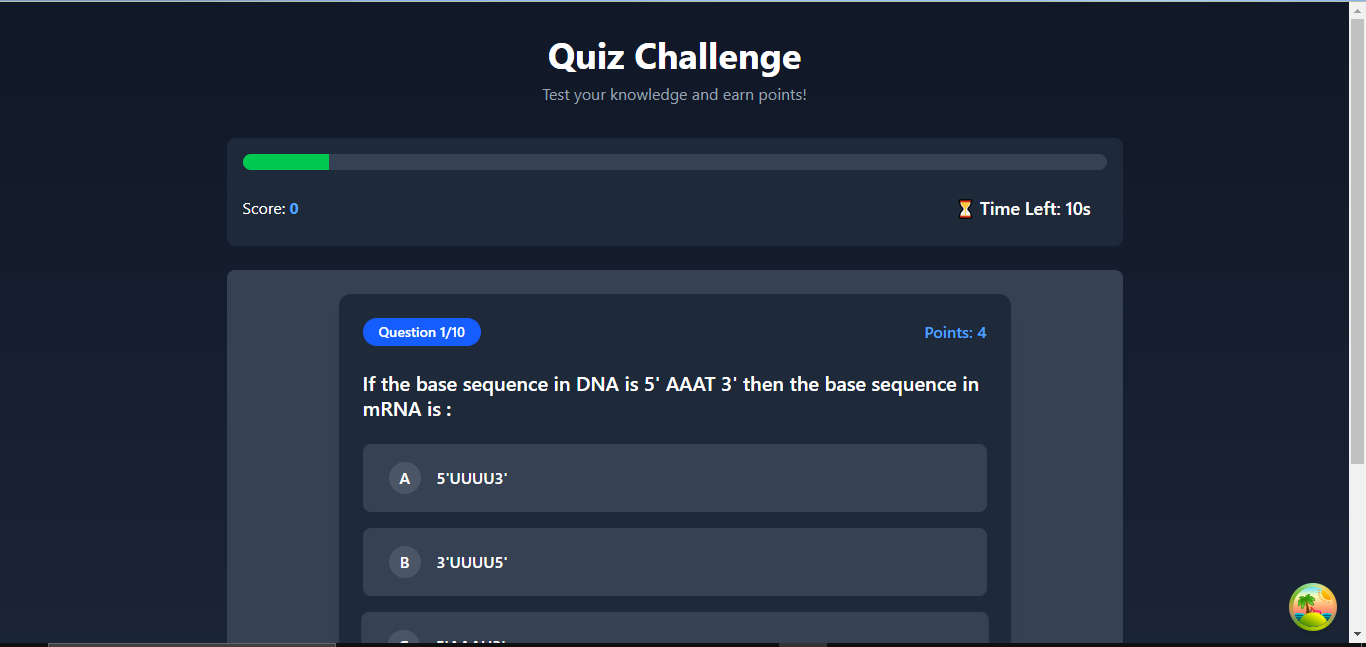 Quiz Challenge
Test your knowledge and earn points!
Score: 0
⏳ Time Left: 10s
Question 1/10
Points: 4
If the base sequence in DNA is 5' AAAT 3' then the base sequence in
mRNA is :
A 5'UUUU3'
B 3'UUUU5'